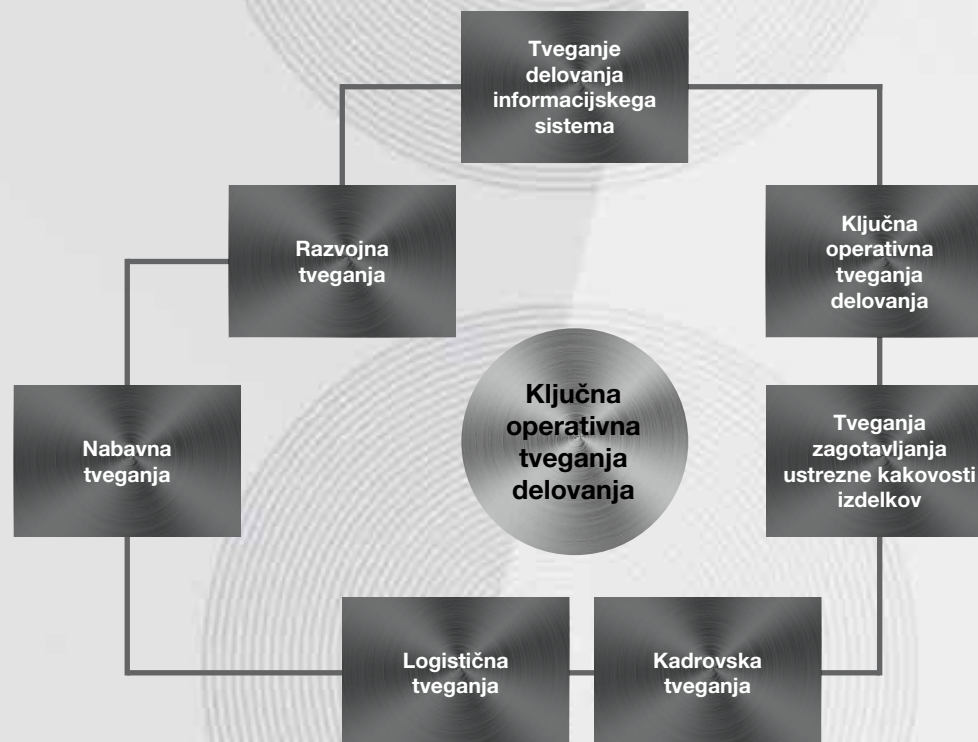 Tveganje
delovanja
informacijskega
sistema
Razvojna
tveganja
Ključna
operativna
tveganja
delovanja
Ključna
operativna
tveganja
delovanja
Nabavna
tveganja
Tveganja
zagotavljanja
ustrezne kakovosti
izdelkov
Logistična
tveganja
Kadrovska
tveganja